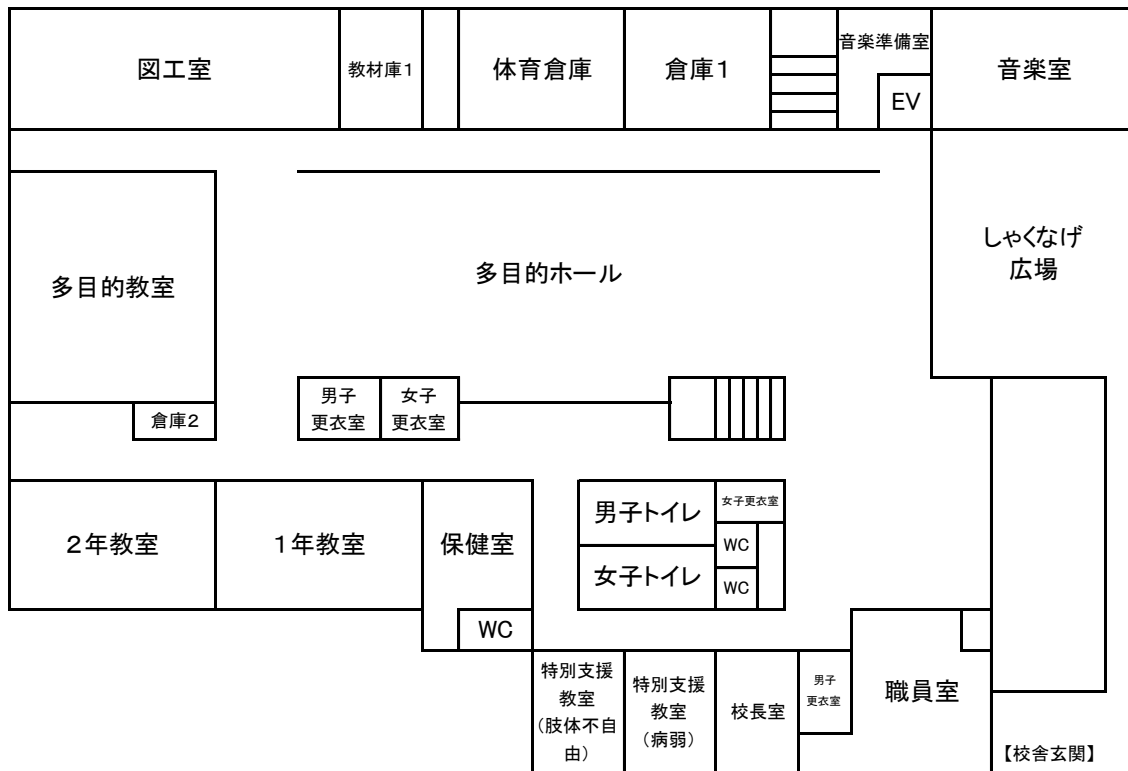 図工室
教材庫１
体育倉庫
倉庫１
音楽準備室
EV
音楽室
しゃくなげ
広場
多目的教室
多目的ホール
倉庫２
男子
更衣室
女子
更衣室
２年教室
１年教室
保健室
WC
男子トイレ
女子トイレ
女子更衣室
WC
WC
特別支援
教室
（肢体不自
由）
特別支援
教室
（病弱）
校長室
男子
更衣室
職員室
【校舎玄関】